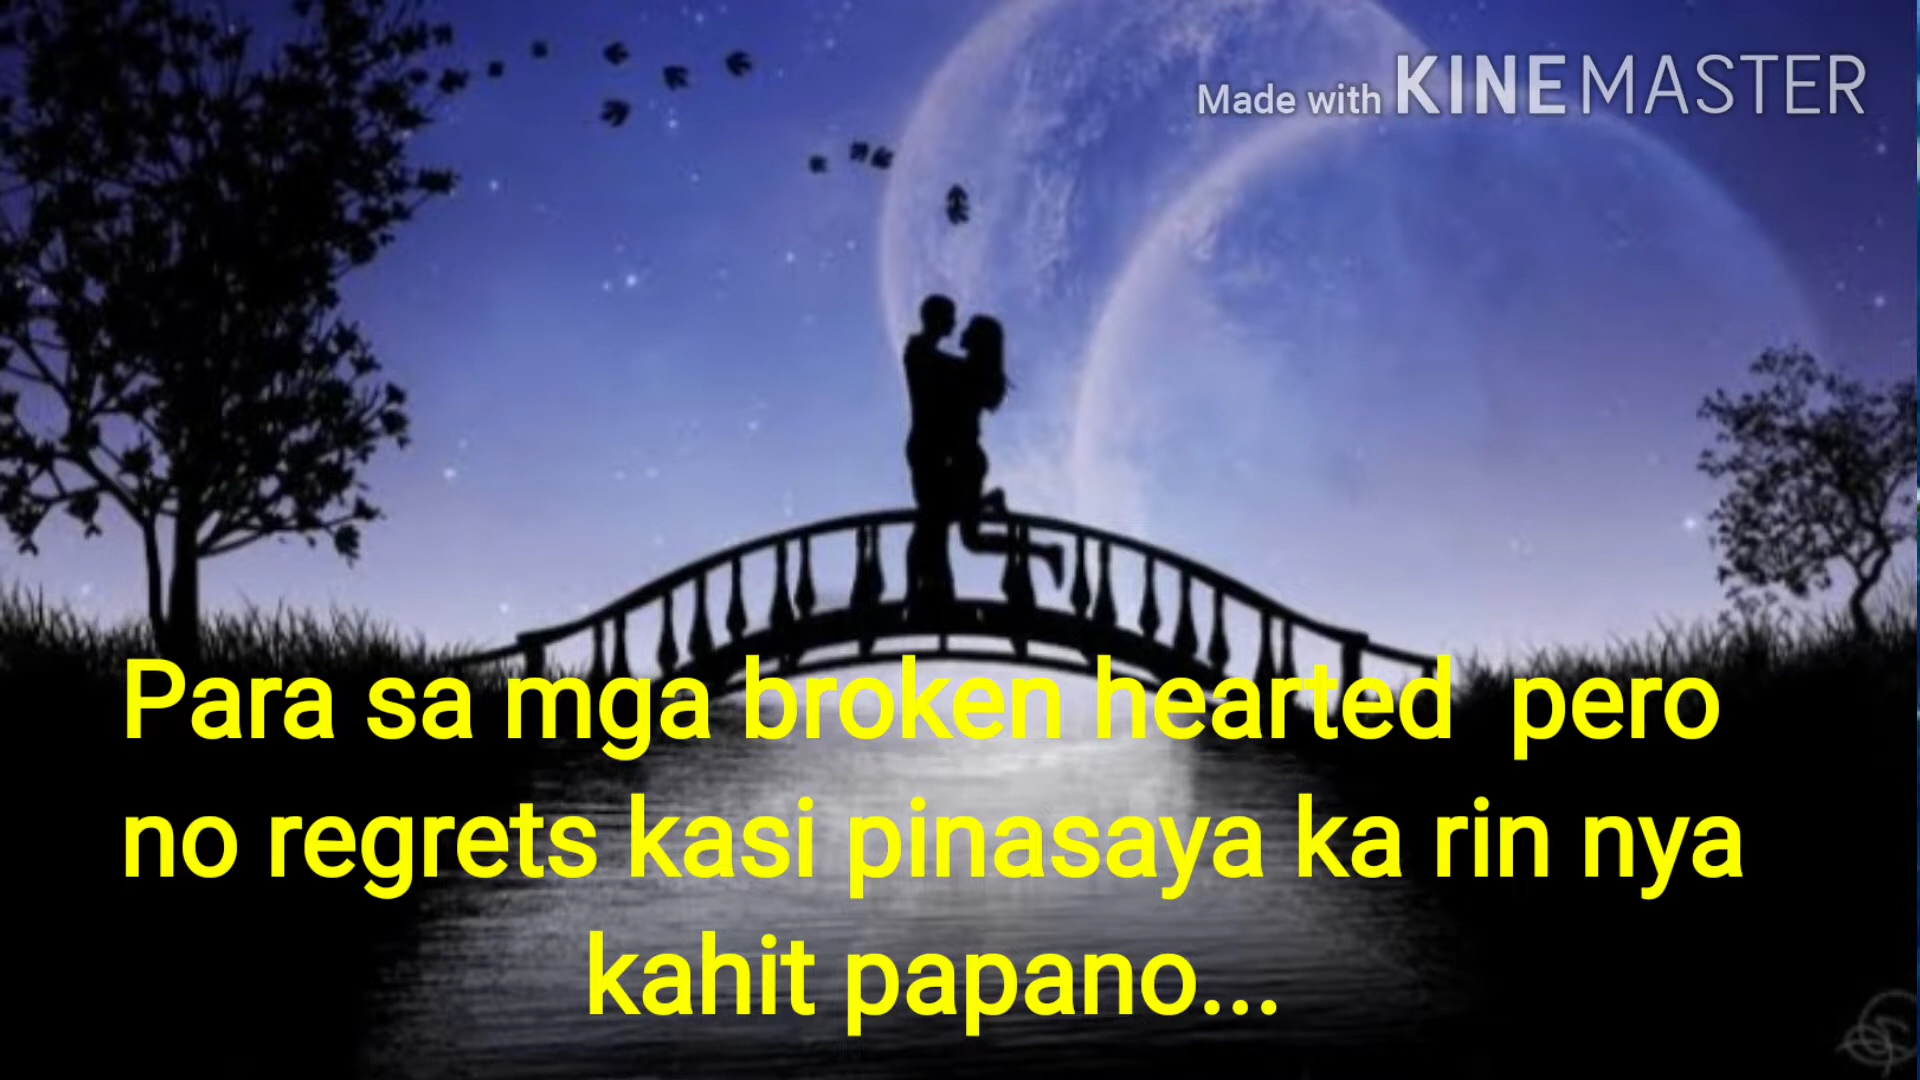 Made with KINEMASTER
Para sa mga broken hearted  pero
no regrets kasi pinasaya ka rin nya
kahit papano...